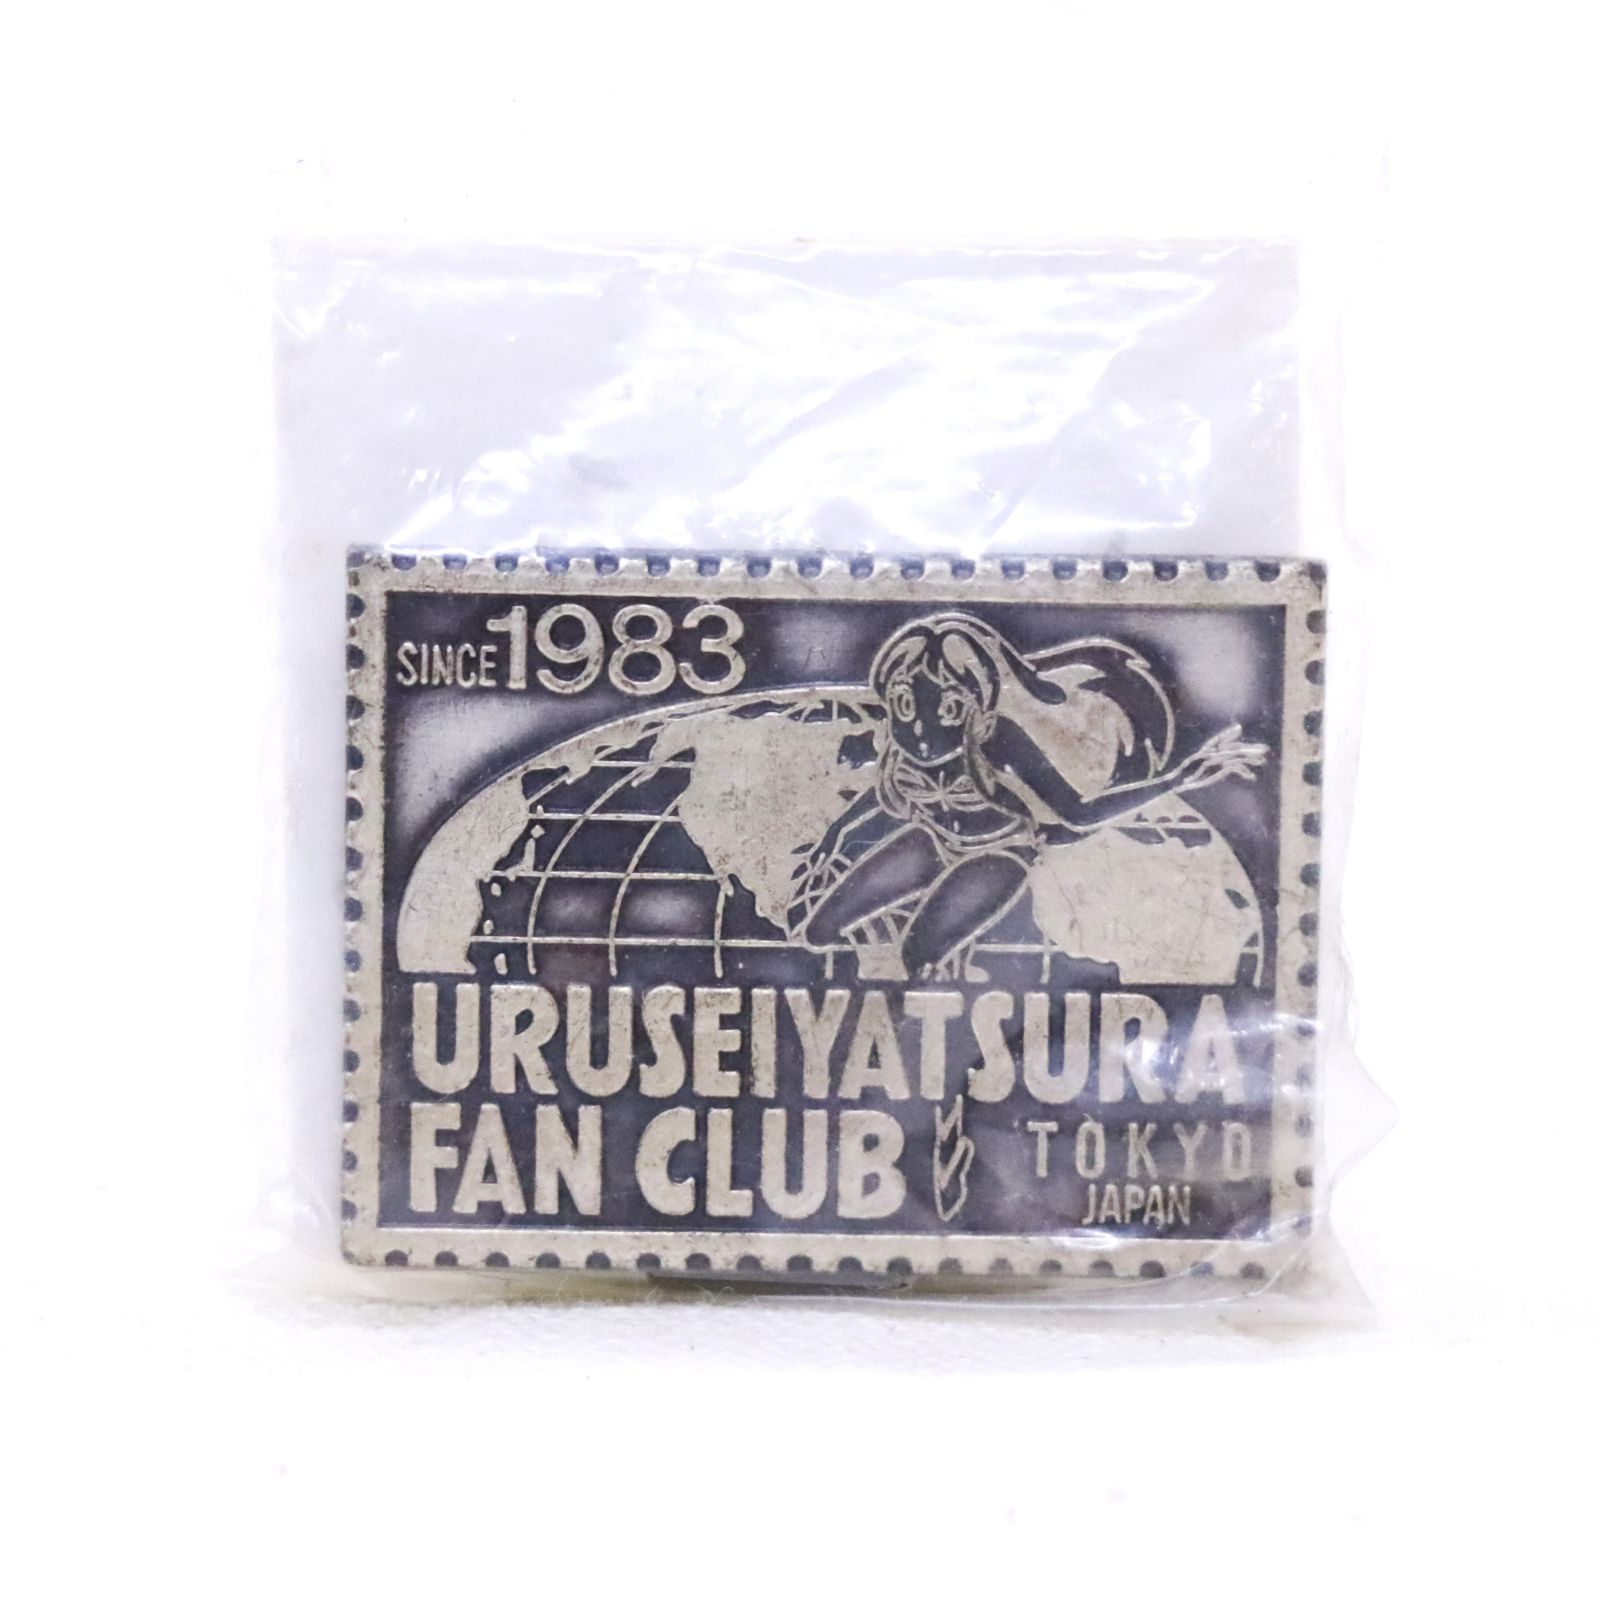 SINCE 1983
URUSEIYATSURA
FAN CLUB
TOKYO
JAPAN